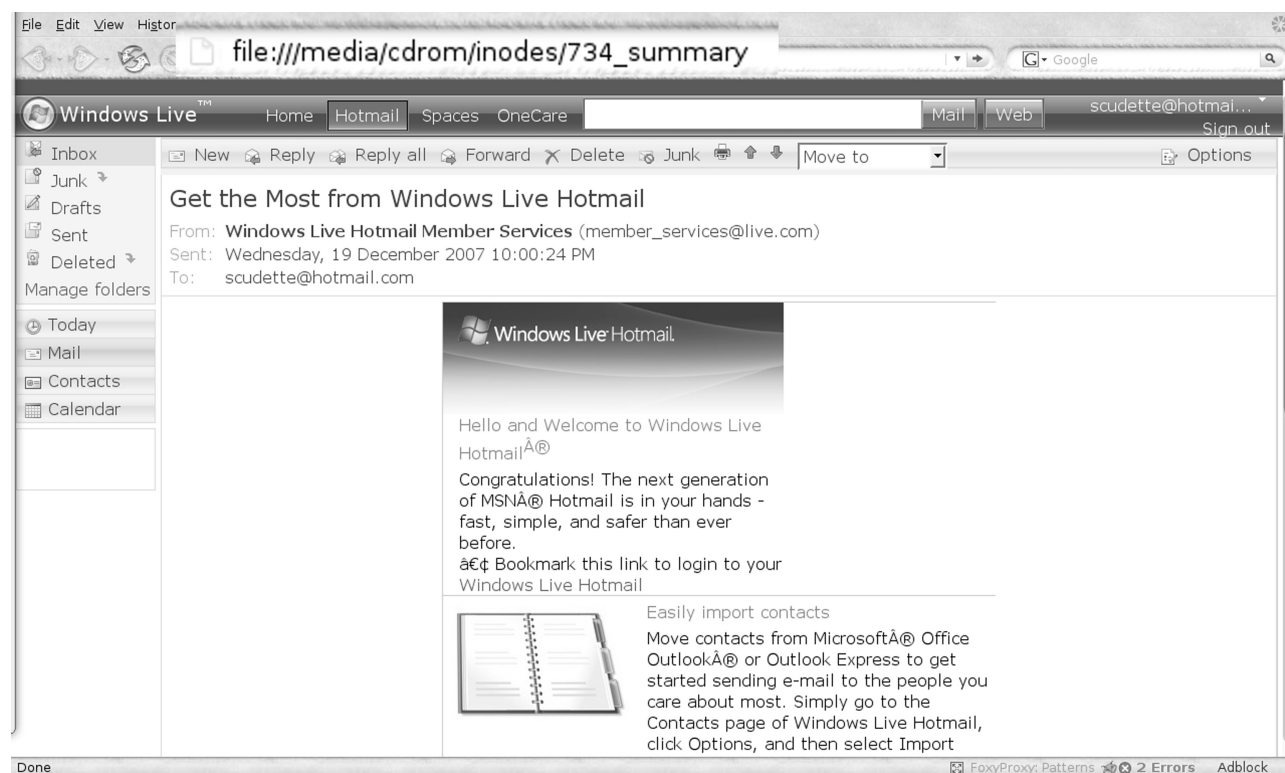 File Edit View Histor
file:///media/cdrom/inodes/734_summary
G Google
Windows Live™ Home Hotmail Spaces OneCare Mail Web scudette@hotmai...
Sign out
Inbox
Junk
Drafts
Sent
Deleted
Manage folders
Today
Mail
Contacts
Calendar
New Reply Reply all Forward Delete Junk Move to Options
Get the Most from Windows Live Hotmail
From: Windows Live Hotmail Member Services (member_services@live.com)
Sent: Wednesday, 19 December 2007 10:00:24 PM
To: scudette@hotmail.com
Windows Live Hotmail.
Hello and Welcome to Windows Live
HotmailÂ®
Congratulations! The next generation
of MSNÂ® Hotmail is in your hands -
fast, simple, and safer than ever
before.
â€¢ Bookmark this link to login to your
Windows Live Hotmail
Easily import contacts
Move contacts from MicrosoftÂ® Office
OutlookÂ® or Outlook Express to get
started sending e-mail to the people you
care about most. Simply go to the
Contacts page of Windows Live Hotmail,
click Options, and then select Import
Done FoxyProxy: Patterns 2 Errors Adblock